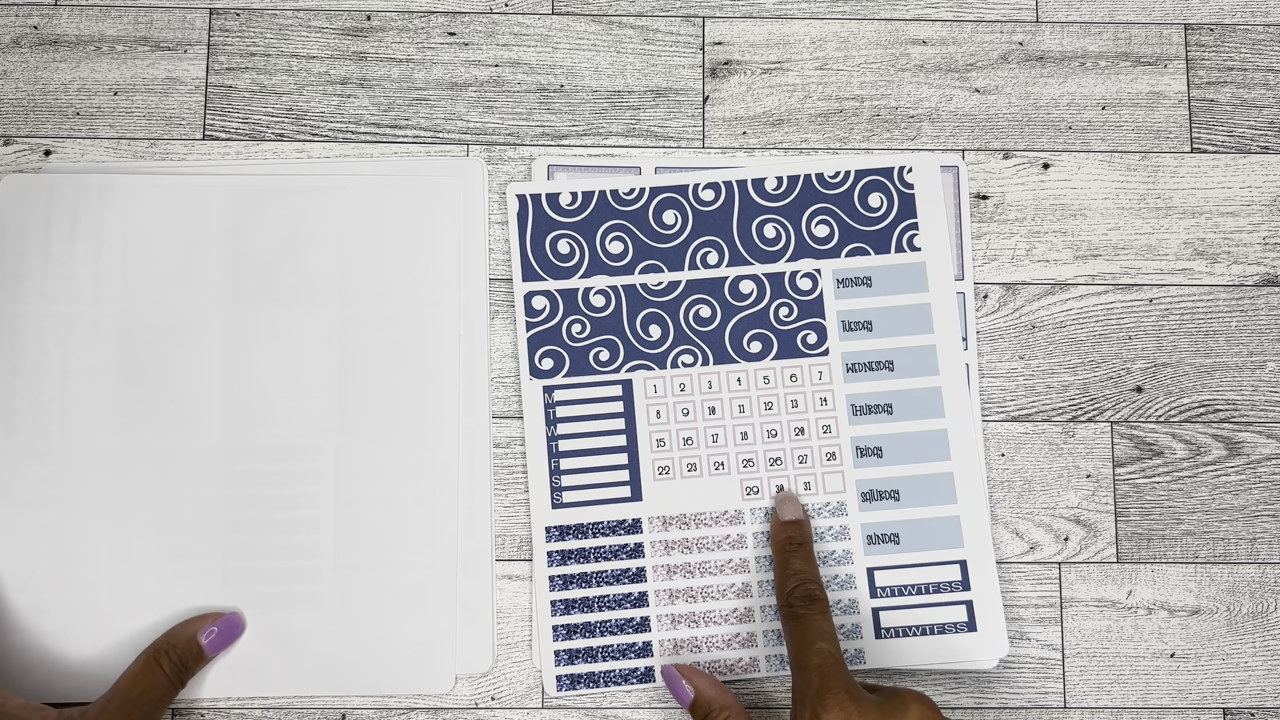 MONDAY
TUESDAY
WEDNESDAY
THURSDAY
FRIDAY
SATURDAY
SUNDAY
M
T
W
T
F
S
S
1 2 3 4 5 6 7
8 9 10 11 12 13 14
15 16 17 18 19 20 21
22 23 24 25 26 27 28
29 30 31
MTWTFSS
MTWTFSS